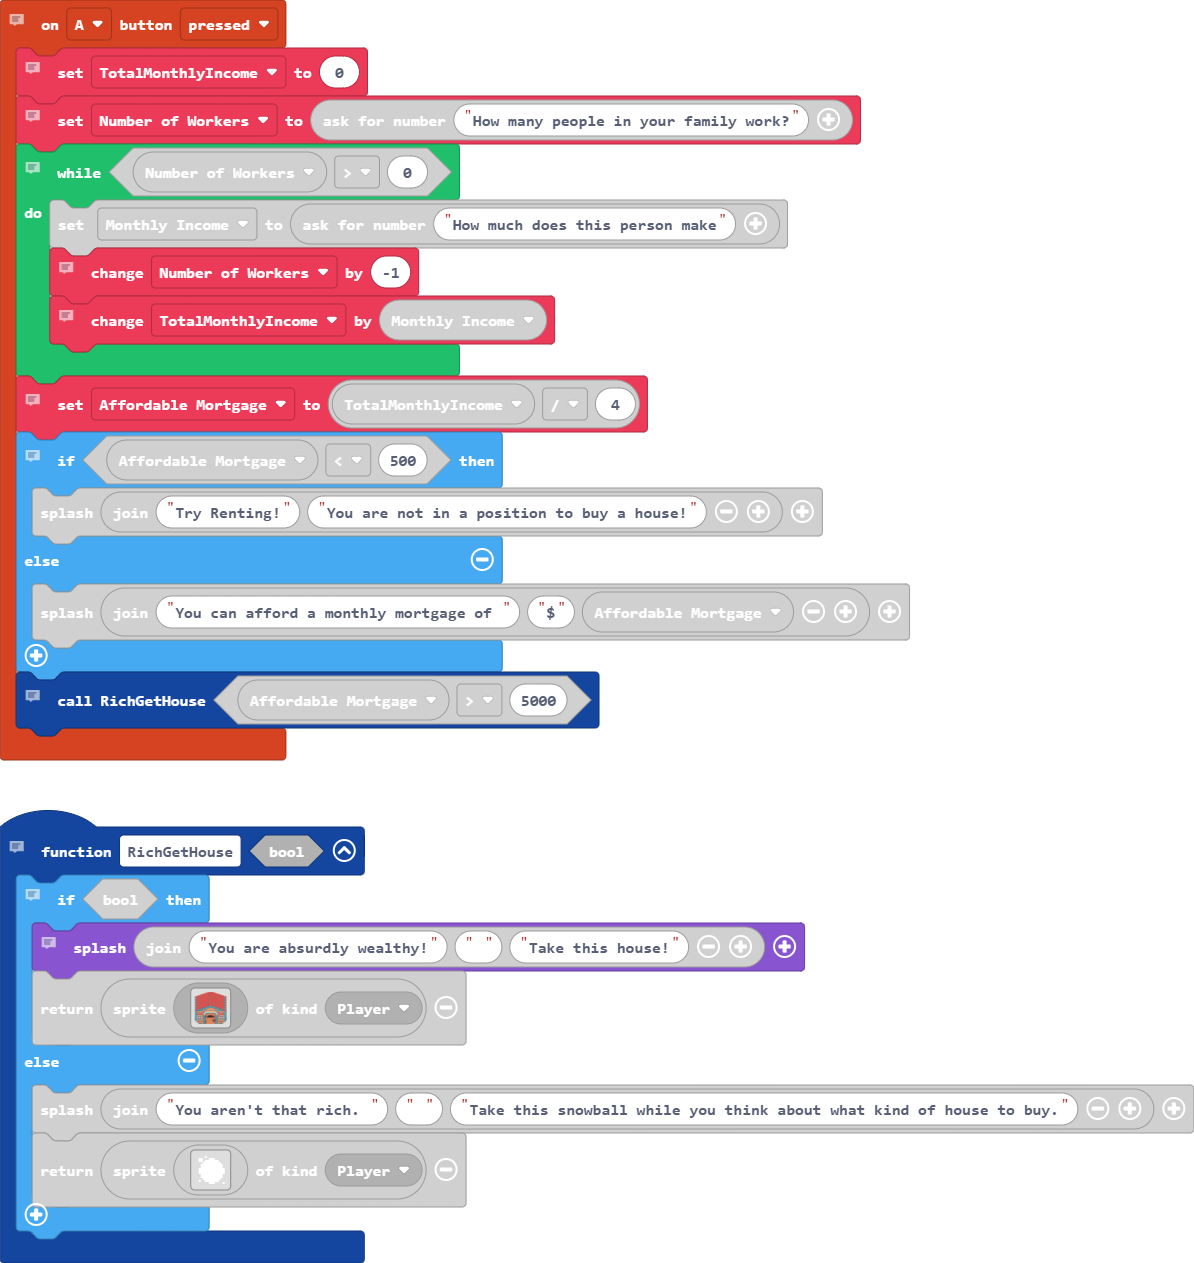 on A button pressed
set TotalMonthlyIncome to 0
set Number of Workers to ask for number "How many people in your family work?"
while Number of Workers > 0
do
set Monthly Income to ask for number "How much does this person make"
change Number of Workers by -1
change TotalMonthlyIncome by Monthly Income
set Affordable Mortgage to TotalMonthlyIncome / 4
if Affordable Mortgage < 500 then
splash join "Try Renting!" "You are not in a position to buy a house!"
else
splash join "You can afford a monthly mortgage of " "$" Affordable Mortgage
call RichGetHouse Affordable Mortgage > 5000
function RichGetHouse bool
if bool then
splash join "You are absurdly wealthy!" " " "Take this house!"
return sprite of kind Player
else
splash join "You aren't that rich. " " " "Take this snowball while you think about what kind of house to buy."
return sprite of kind Player